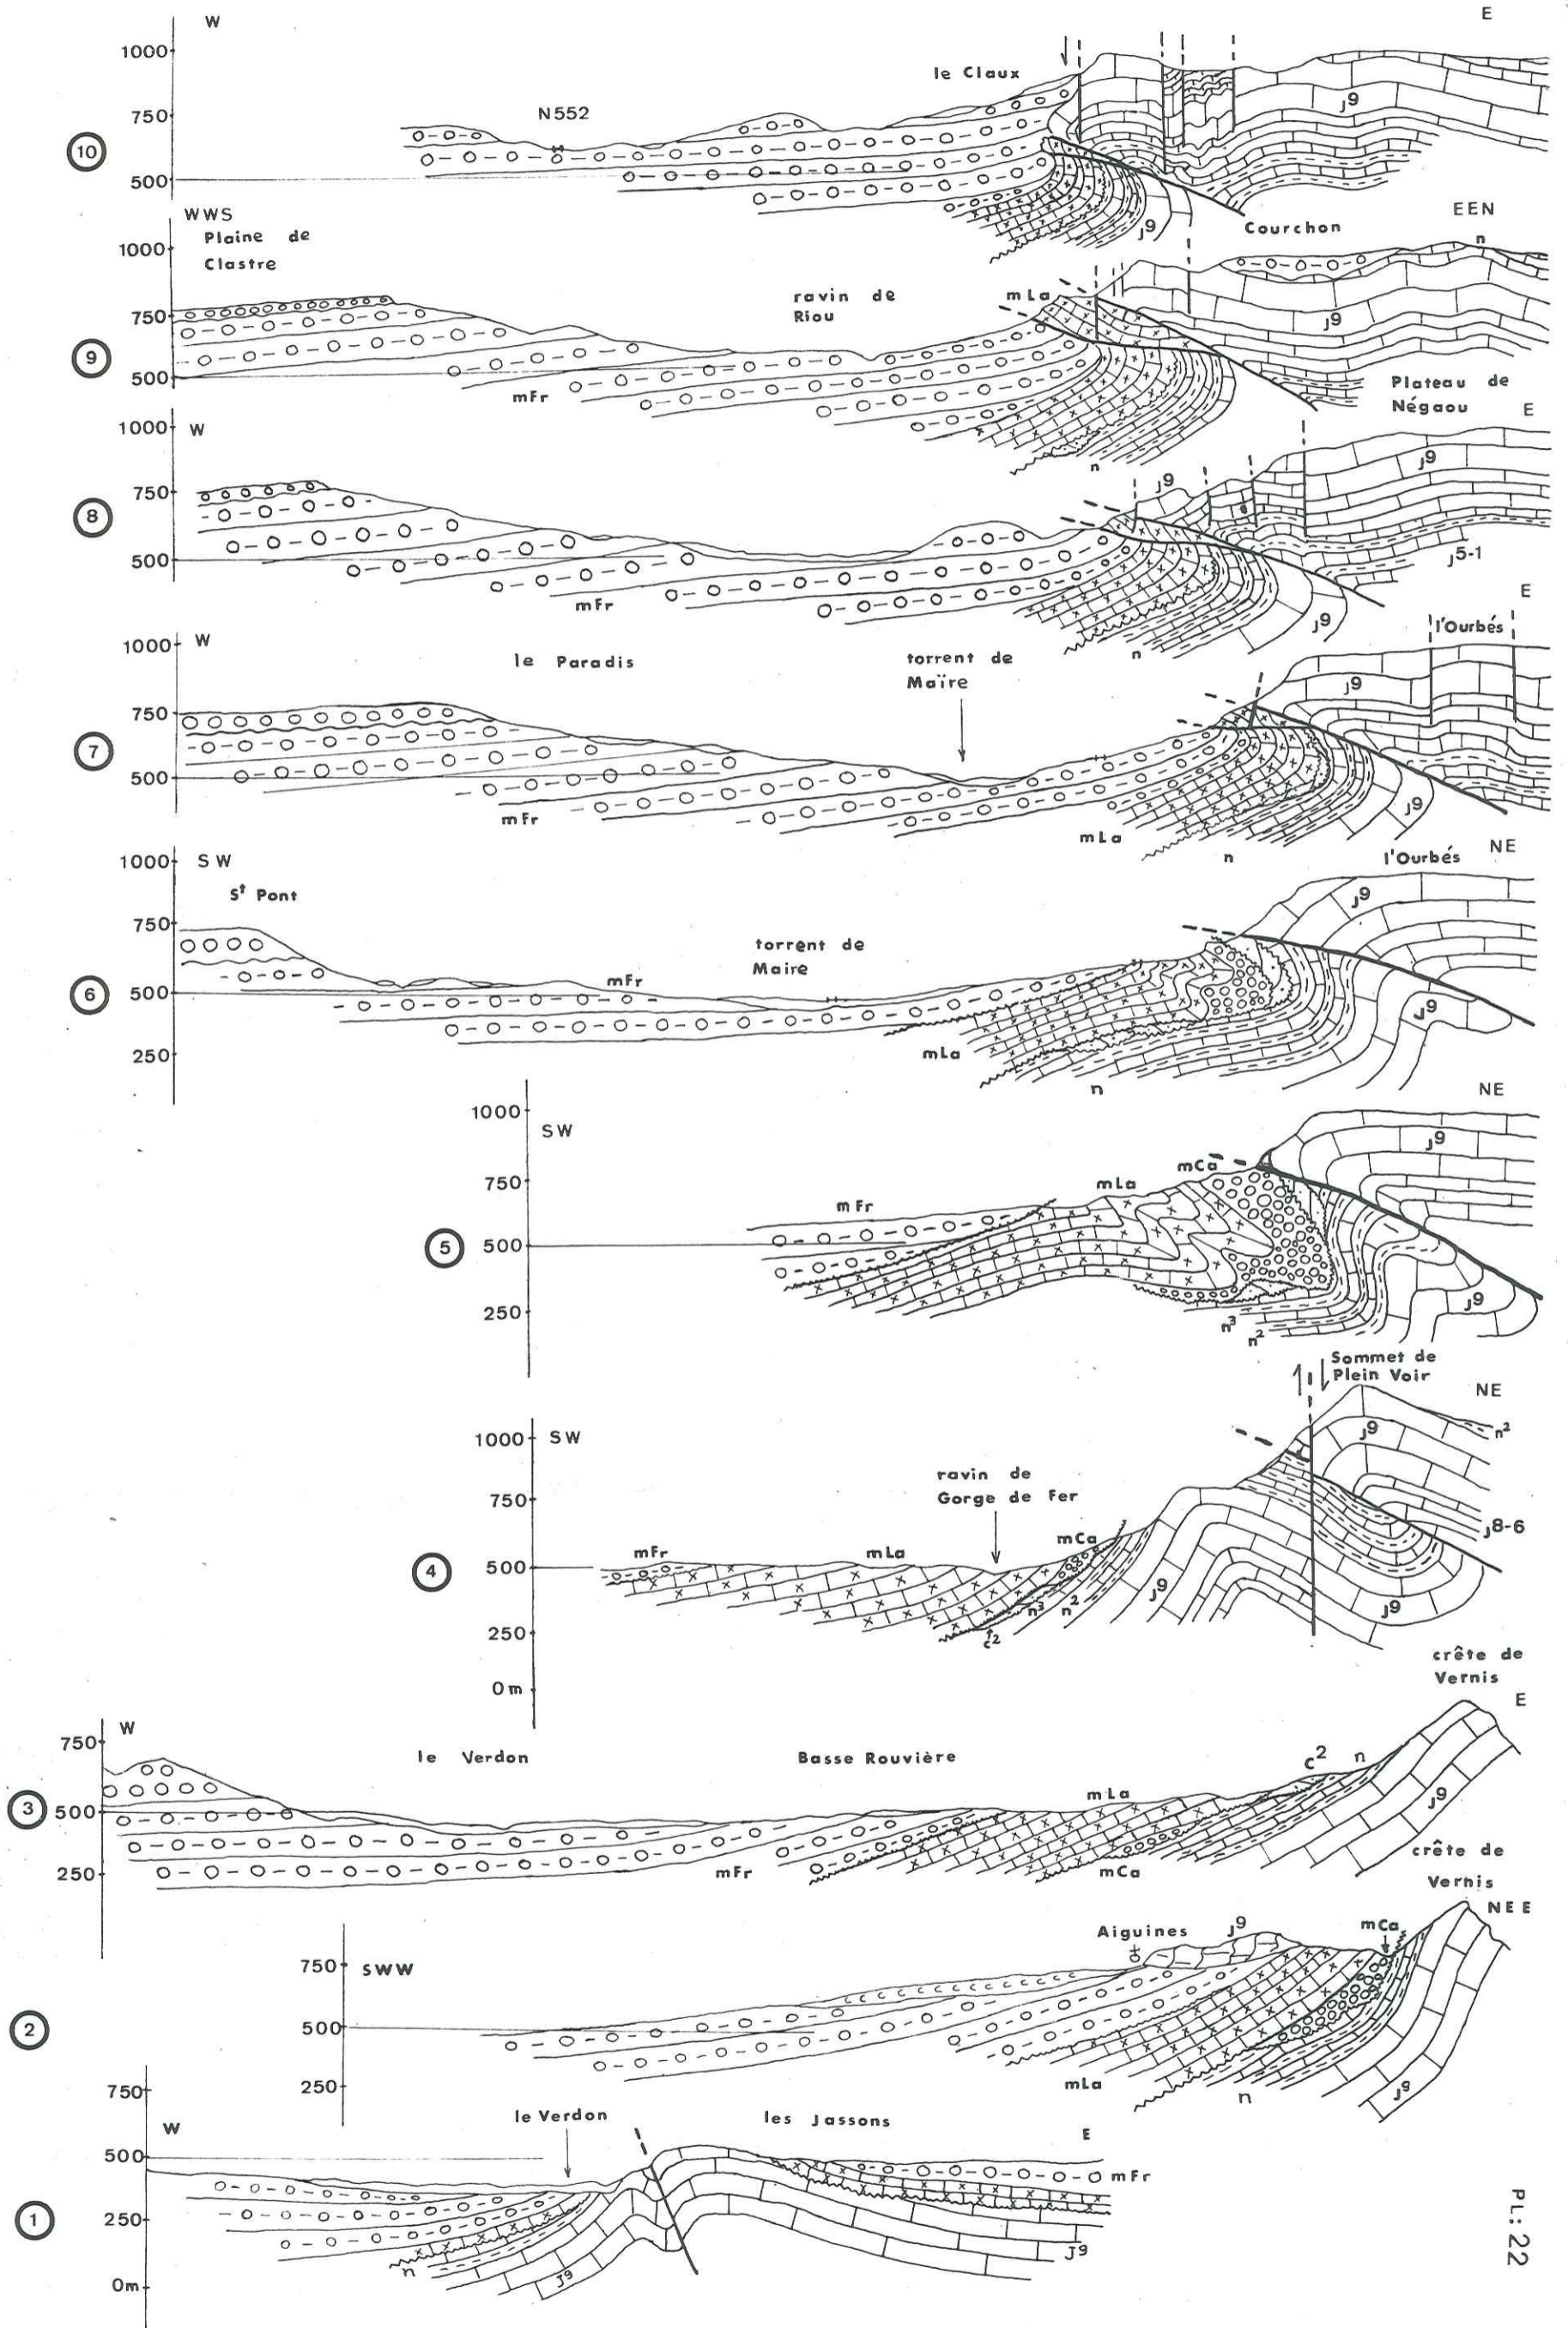 W
E
1000
le Claux
750
N552
J9
10
500
J9
WWS
Plaine de
Clastre
EEN
Courchon
n
1000
ravin de
Riou
mLa
750
J9
9
500
mFr
Plateau de
Négaou
E
n
1000
W
J9
J9
750
8
500
J5-1
mFr
J9
n
E
1000
W
le Paradis
torrent de
Maïre
l'Ourbés
J9
750
7
500
mFr
J9
mLa
n
1000
SW
l'Ourbés
NE
St Pont
J9
750
torrent de
Maire
mFr
6
500
J9
mLa
250
n
NE
1000
SW
J9
mCa
750
mLa
mFr
5
500
J9
250
n3
n2
Sommet de
Plein Voir
NE
1000
SW
J9
n2
ravin de
Gorge de Fer
750
J8-6
mCa
mFr
mLa
4
500
J9
n3
n2
J9
250
c2
crête de
Vernis
0m
E
W
750
le Verdon
Basse Rouvière
c2
n
mLa
3
500
J9
crête de
Vernis
250
mFr
mCa
NEE
Aiguines
J9
mCa
750
SWW
2
500
250
mLa
n
J9
750
W
le Verdon
les Jassons
E
500
mFr
1
250
J9
n
J9
0m
PL: 22